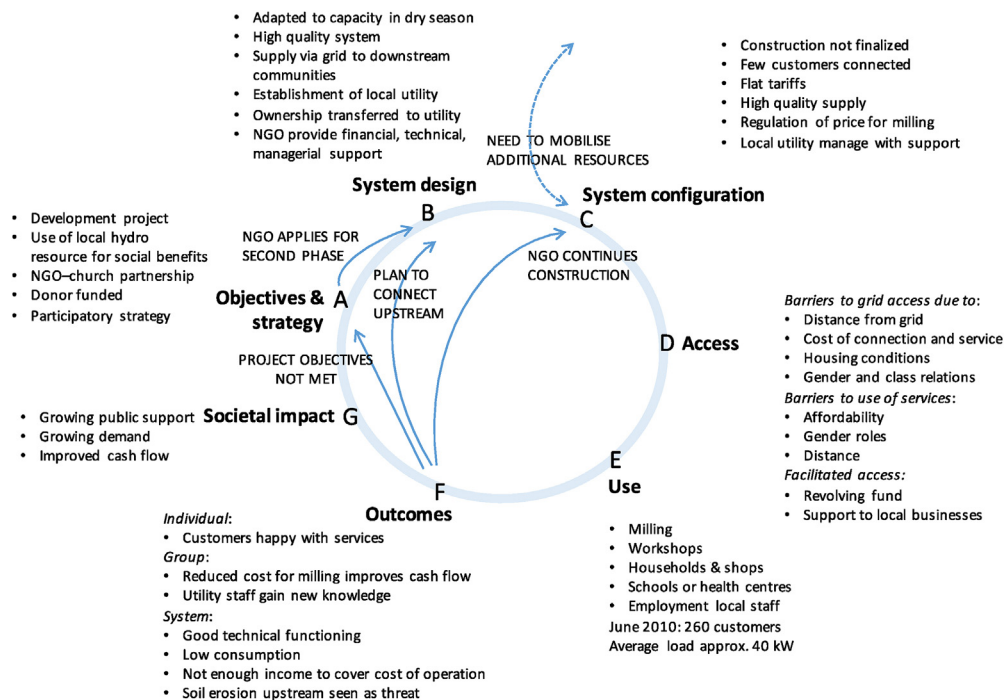 • Adapted to capacity in dry season
• High quality system
• Supply via grid to downstream
communities
• Establishment of local utility
• Ownership transferred to utility
• NGO provide financial, technical,
managerial support
• Construction not finalized
• Few customers connected
• Flat tariffs
• High quality supply
• Regulation of price for milling
• Local utility manage with support
NEED TO MOBILISE
ADDITIONAL RESOURCES
System design
B
System configuration
C
• Development project
• Use of local hydro
resource for social benefits
• NGO–church partnership
• Donor funded
• Participatory strategy
NGO APPLIES FOR
SECOND PHASE
PLAN TO
CONNECT
UPSTREAM
NGO CONTINUES
CONSTRUCTION
Objectives &
strategy
A
PROJECT OBJECTIVES
NOT MET
D Access
Barriers to grid access due to:
• Distance from grid
• Cost of connection and service
• Housing conditions
• Gender and class relations
Barriers to use of services:
• Affordability
• Gender roles
• Distance
Facilitated access:
• Revolving fund
• Support to local businesses
Societal impact G
• Growing public support
• Growing demand
• Improved cash flow
E
Use
• Milling
• Workshops
• Households & shops
• Schools or health centres
• Employment local staff
June 2010: 260 customers
Average load approx. 40 kW
F
Outcomes
Individual:
• Customers happy with services
Group:
• Reduced cost for milling improves cash flow
• Utility staff gain new knowledge
System:
• Good technical functioning
• Low consumption
• Not enough income to cover cost of operation
• Soil erosion upstream seen as threat